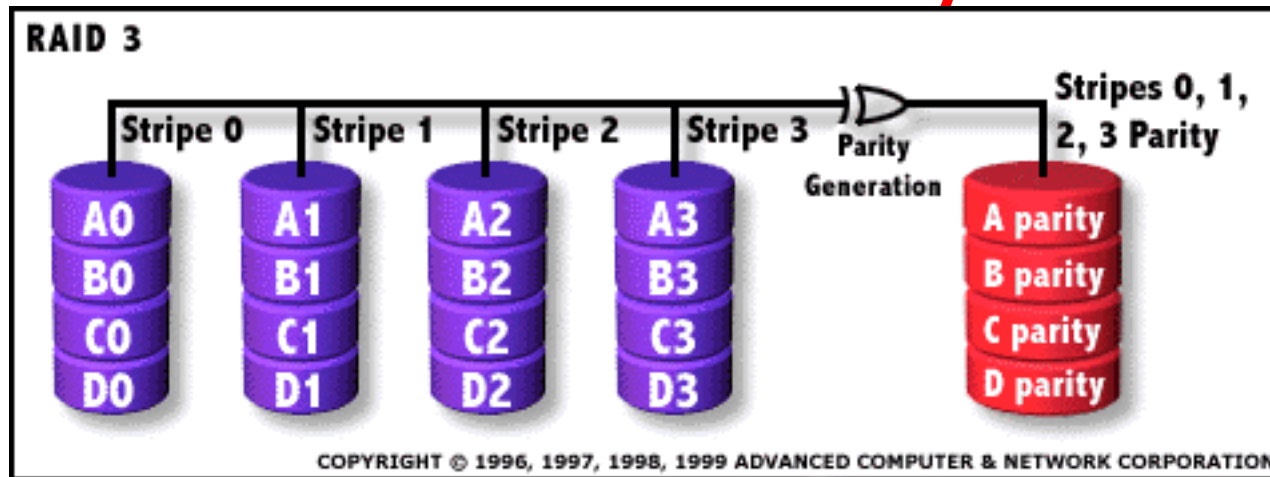 RAID 3
Stripe 0
Stripe 1
Stripe 2
Stripe 3
Parity
Generation
Stripes 0, 1,
2, 3 Parity
A0
B0
C0
D0
A1
B1
C1
D1
A2
B2
C2
D2
A3
B3
C3
D3
A parity
B parity
C parity
D parity
COPYRIGHT © 1996, 1997, 1998, 1999 ADVANCED COMPUTER & NETWORK CORPORATION